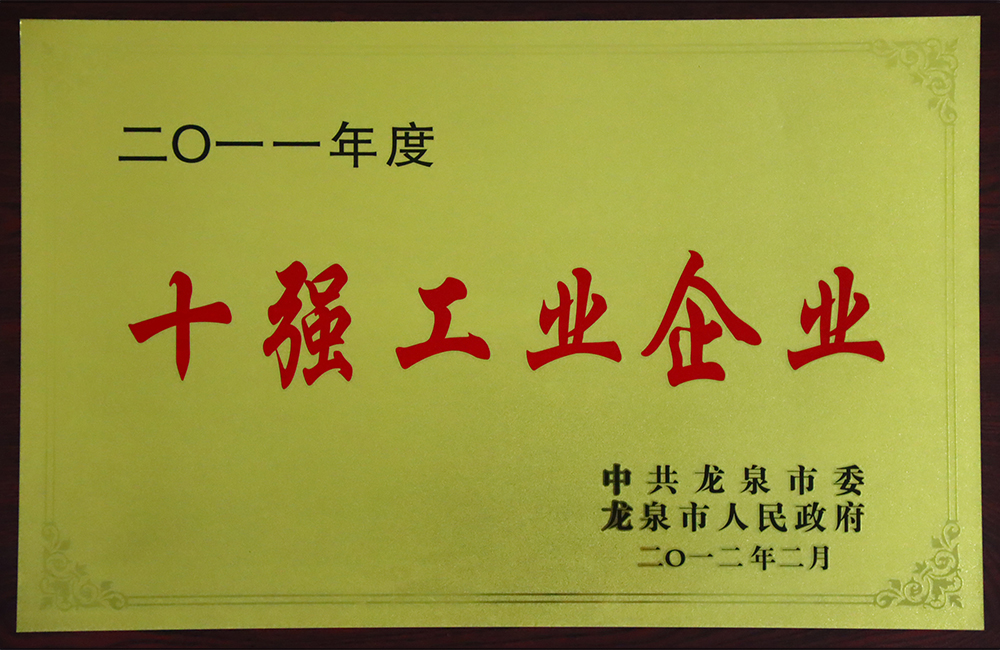 二〇一一年度
十强工业企业
中共龙泉市委
龙泉市人民政府
二〇一二年二月